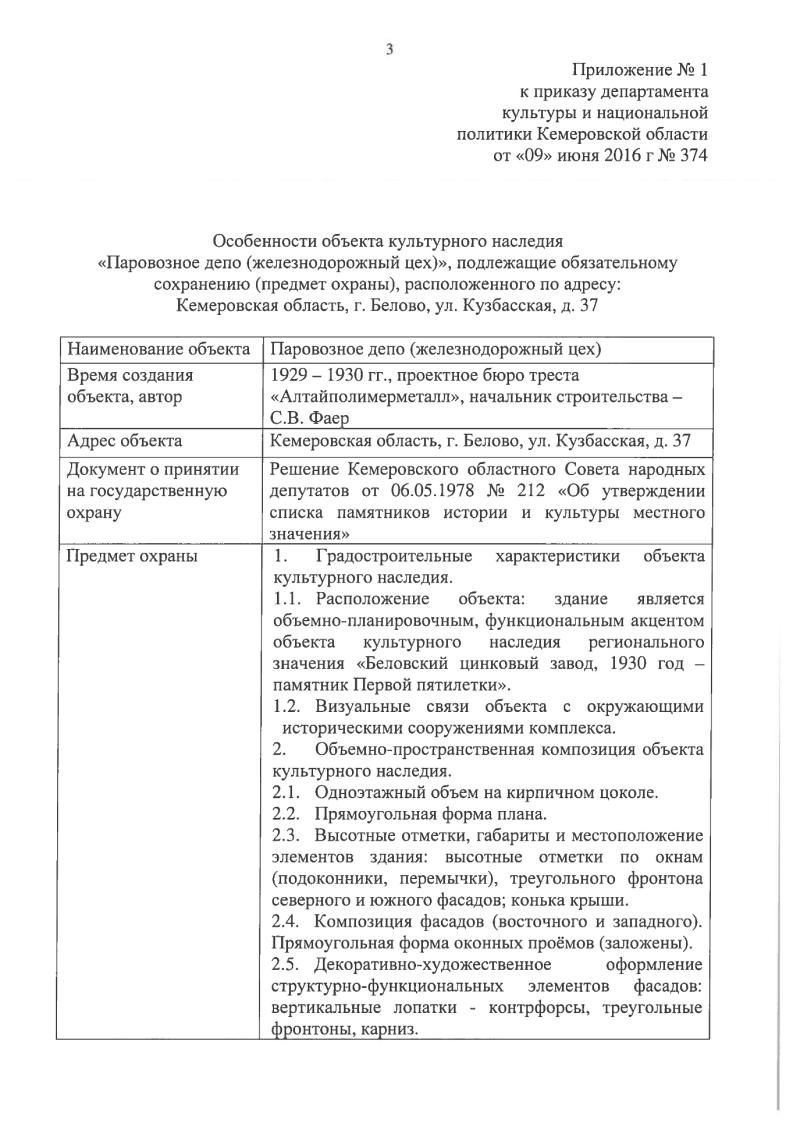 3
Приложение № 1
к приказу департамента
культуры и национальной
политики Кемеровской области
от «09» июня 2016 г № 374
Особенности объекта культурного наследия
«Паровозное депо (железнодорожный цех)», подлежащие обязательному
сохранению (предмет охраны), расположенного по адресу:
Кемеровская область, г. Белово, ул. Кузбасская, д. 37
Наименование объекта
Паровозное депо (железнодорожный цех)
Время создания
объекта, автор
1929 – 1930 гг., проектное бюро треста
«Алтайполимерметалл», начальник строительства –
С.В. Фаер
Адрес объекта
Кемеровская область, г. Белово, ул. Кузбасская, д. 37
Документ о принятии
на государственную
охрану
Решение Кемеровского областного Совета народных
депутатов от 06.05.1978 № 212 «Об утверждении
списка памятников истории и культуры местного
значения»
Предмет охраны
1. Градостроительные характеристики объекта
культурного наследия.
1.1. Расположение объекта: здание является
объемно-планировочным, функциональным акцентом
объекта культурного наследия регионального
значения «Беловский цинковый завод, 1930 год –
памятник Первой пятилетки».
1.2. Визуальные связи объекта с окружающими
историческими сооружениями комплекса.
2. Объемно-пространственная композиция объекта
культурного наследия.
2.1. Одноэтажный объем на кирпичном цоколе.
2.2. Прямоугольная форма плана.
2.3. Высотные отметки, габариты и местоположение
элементов здания: высотные отметки по окнам
(подоконники, перемычки), треугольного фронтона
северного и южного фасадов; конька крыши.
2.4. Композиция фасадов (восточного и западного).
Прямоугольная форма оконных проёмов (заложены).
2.5. Декоративно-художественное оформление
структурно-функциональных элементов фасадов:
вертикальные лопатки - контрфорсы, треугольные
фронтоны, карниз.